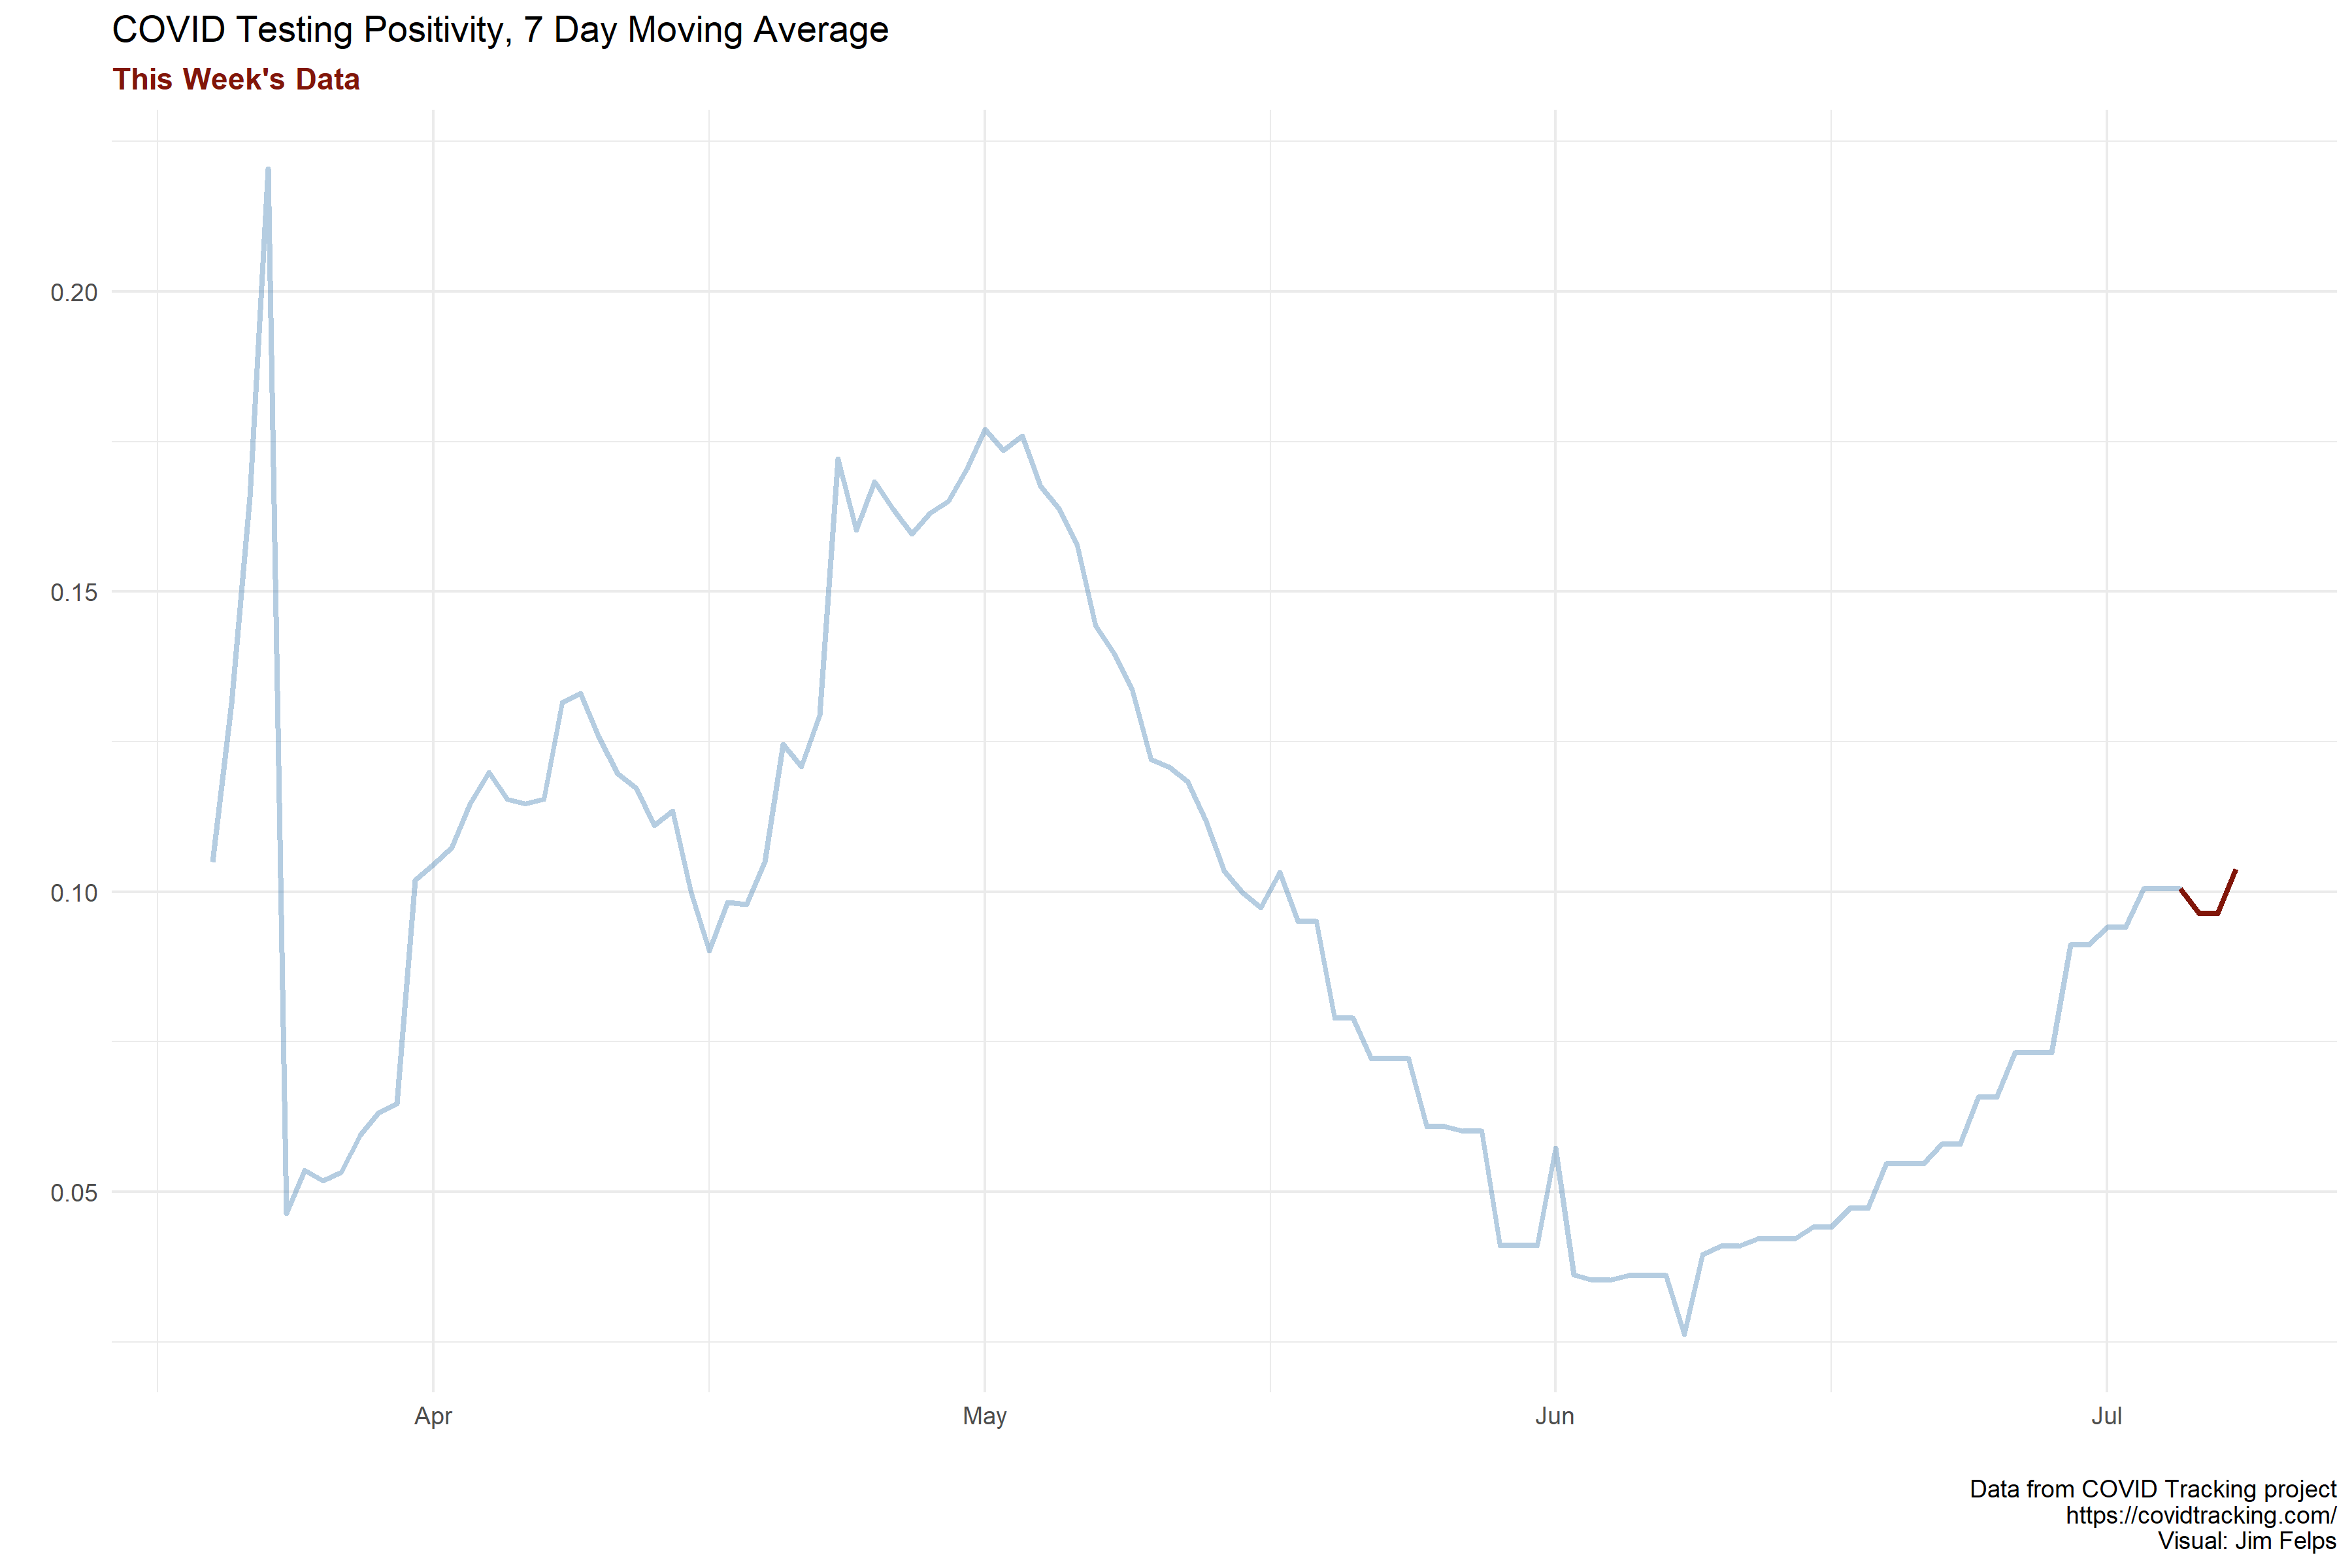 COVID Testing Positivity, 7 Day Moving Average
This Week's Data
0.20
0.15
0.10
0.05
Apr May Jun Jul
Data from COVID Tracking project
https://covidtracking.com/
Visual: Jim Felps